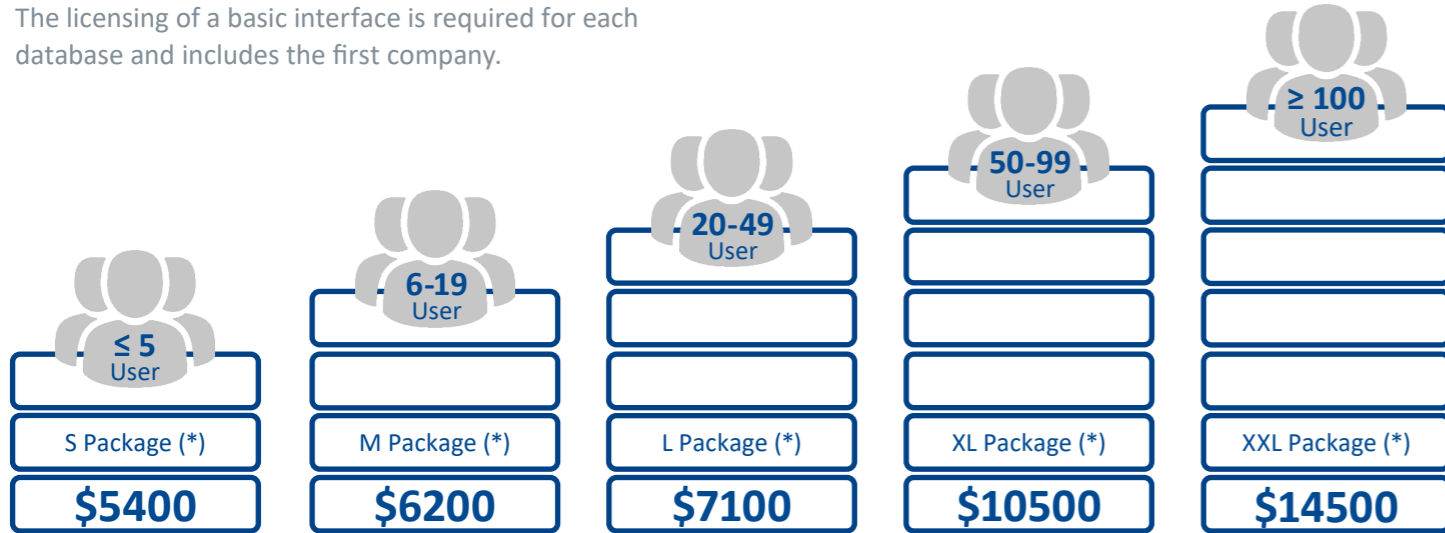 The licensing of a basic interface is required for each
database and includes the first company.
≤ 5
User
S Package (*)
$5400
6-19
User
M Package (*)
$6200
20-49
User
L Package (*)
$7100
50-99
User
XL Package (*)
$10500
≥ 100
User
XXL Package (*)
$14500